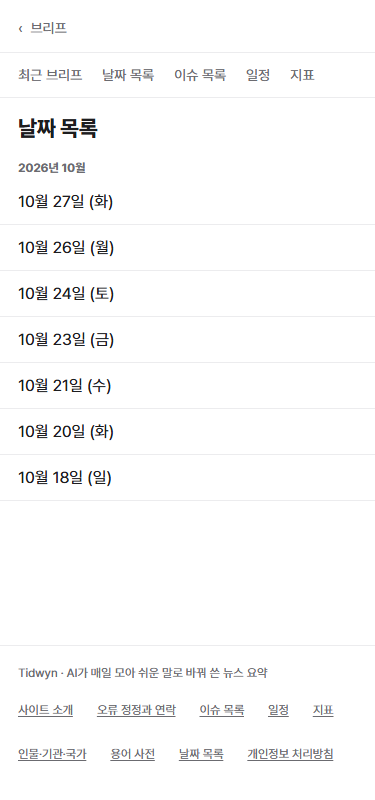 ‹ 브리프
최근 브리프 날짜 목록 이슈 목록 일정 지표
날짜 목록
2026년 10월
10월 27일 (화)
10월 26일 (월)
10월 24일 (토)
10월 23일 (금)
10월 21일 (수)
10월 20일 (화)
10월 18일 (일)
Tidwyn · AI가 매일 모아 쉬운 말로 바꿔 쓴 뉴스 요약
사이트 소개 오류 정정과 연락 이슈 목록 일정 지표
인물·기관·국가 용어 사전 날짜 목록 개인정보 처리방침